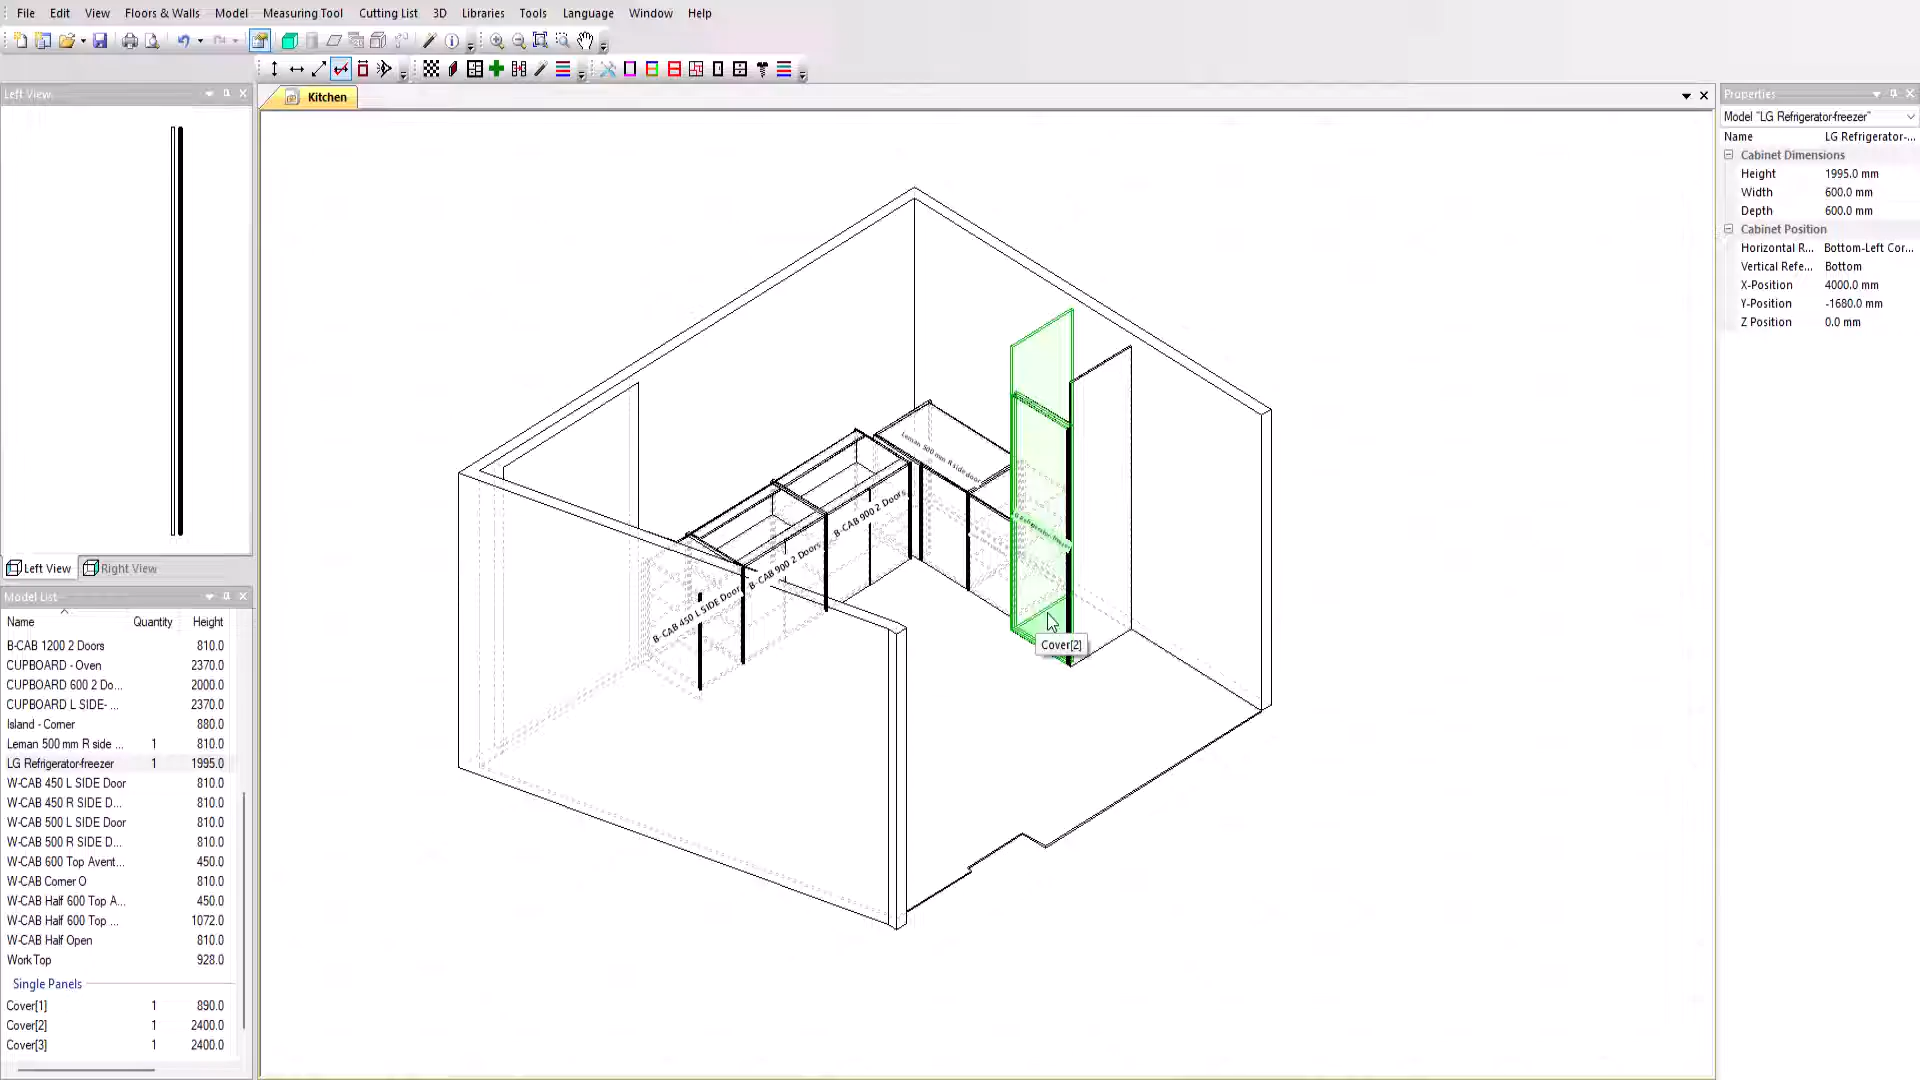 File Edit View Floors & Walls Model Measuring Tool Cutting List 3D Libraries Tools Language Window Help
Left View
Kitchen
Properties
Model "LG Refrigerator-freezer"
Name LG Refrigerator-...
Cabinet Dimensions
Height 1995.0 mm
Width 600.0 mm
Depth 600.0 mm
Cabinet Position
Horizontal R... Bottom-Left Cor...
Vertical Refe... Bottom
X-Position 4000.0 mm
Y-Position -1680.0 mm
Z Position 0.0 mm
Leman 500 mm R side door
B-CAB 900 2 Doors
B-CAB 900 2 Doors
B-CAB 450 L SIDE Door
Cover[2]
Left View Right View
Model List
Name Quantity Height
B-CAB 1200 2 Doors 810.0
CUPBOARD - Oven 2370.0
CUPBOARD 600 2 Do... 2000.0
CUPBOARD L SIDE- ... 2370.0
Island - Corner 880.0
Leman 500 mm R side ... 1 810.0
LG Refrigerator-freezer 1 1995.0
W-CAB 450 L SIDE Door 810.0
W-CAB 450 R SIDE D... 810.0
W-CAB 500 L SIDE Door 810.0
W-CAB 500 R SIDE D... 810.0
W-CAB 600 Top Avent... 450.0
W-CAB Corner O 810.0
W-CAB Half 600 Top A... 450.0
W-CAB Half 600 Top ... 1072.0
W-CAB Half Open 810.0
Work Top 928.0
Single Panels
Cover[1] 1 890.0
Cover[2] 1 2400.0
Cover[3] 1 2400.0